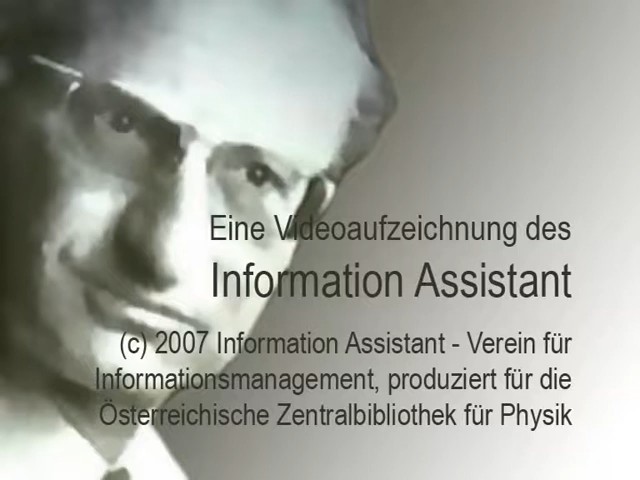 Eine Videoaufzeichnung des
Information Assistant
(c) 2007 Information Assistant - Verein für
Informationsmanagement, produziert für die
Österreichische Zentralbibliothek für Physik